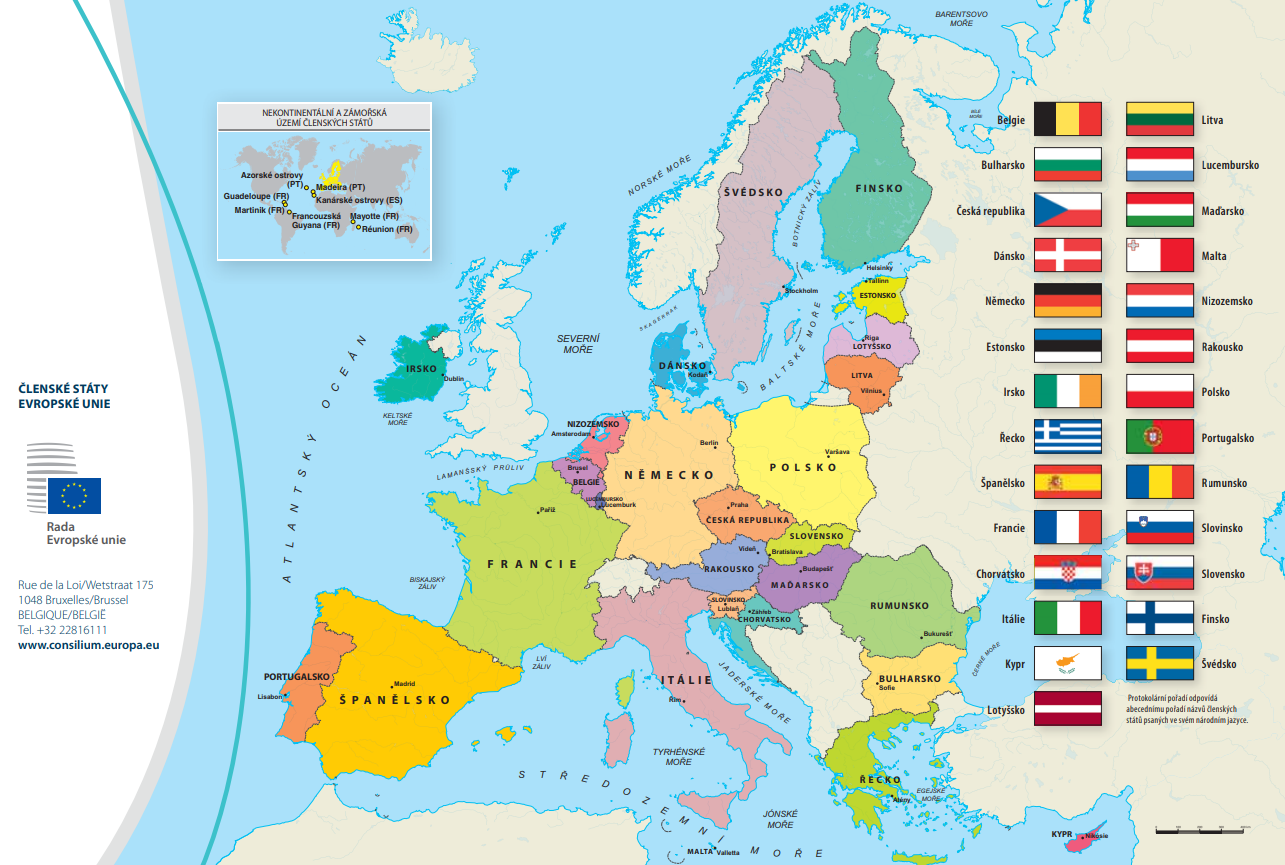 ČLENSKÉ STÁTY
EVROPSKÉ UNIE
Rada
Evropské unie
Rue de la Loi/Wetstraat 175
1048 Bruxelles/Brussel
BELGIQUE/BELGIË
Tel. +32 22816111
www.consilium.europa.eu
NEKONTINENTÁLNÍ A ZÁMOŘSKÁ
ÚZEMÍ ČLENSKÝCH STÁTŮ
Azorské ostrovy
(PT)
Madeira (PT)
Guadeloupe (FR)
Kanárské ostrovy (ES)
Martinik (FR)
Francouzská
Guyana (FR)
Mayotte (FR)
Réunion (FR)
BARENTSOVO
MOŘE
BÍLÉ
MOŘE
NORSKÉ MOŘE
ŠVÉDSKO
FINSKO
BOTNICKÝ ZÁLIV
Helsinky
Tallinn
Stockholm
ESTONSKO
SKAGERRAK
SEVERNÍ
MOŘE
BALTSKÉ MOŘE
Riga
LOTYŠSKO
DÁNSKO
Kodaň
LITVA
Vilnius
IRSKO
Dublin
KELTSKÉ
MOŘE
ATLANTSKÝ OCEÁN
NIZOZEMSKO
Amsterodam
Berlín
Varšava
POLSKO
LAMANŠSKÝ PRŮLIV
Brusel
BELGIE
NĚMECKO
LUCEMBURSKO
Lucemburk
Paříž
Praha
ČESKÁ REPUBLIKA
SLOVENSKO
Vídeň
Bratislava
FRANCIE
RAKOUSKO
Budapešť
MAĎARSKO
BISKAJSKÝ
ZÁLIV
SLOVINSKO
Lublaň
Záhřeb
CHORVATSKO
RUMUNSKO
Bukurešť
LVÍ
ZÁLIV
ČERNÉ MOŘE
PORTUGALSKO
Lisabon
Madrid
ŠPANĚLSKO
ITÁLIE
Řím
JADERSKÉ MOŘE
BULHARSKO
Sofie
TYRHÉNSKÉ
MOŘE
STŘEDOZEMNÍ MOŘE
ŘECKO
EGEJSKÉ
MOŘE
Atény
JÓNSKÉ
MOŘE
MALTA Valletta
KYPR
Nikósie
Belgie
Bulharsko
Česká republika
Dánsko
Německo
Estonsko
Irsko
Řecko
Španělsko
Francie
Chorvatsko
Itálie
Kypr
Lotyšsko
Litva
Lucembursko
Maďarsko
Malta
Nizozemsko
Rakousko
Polsko
Portugalsko
Rumunsko
Slovinsko
Slovensko
Finsko
Švédsko
Protokolární pořadí odpovídá
abecednímu pořadí názvů členských
států psaných ve svém národním jazyce.